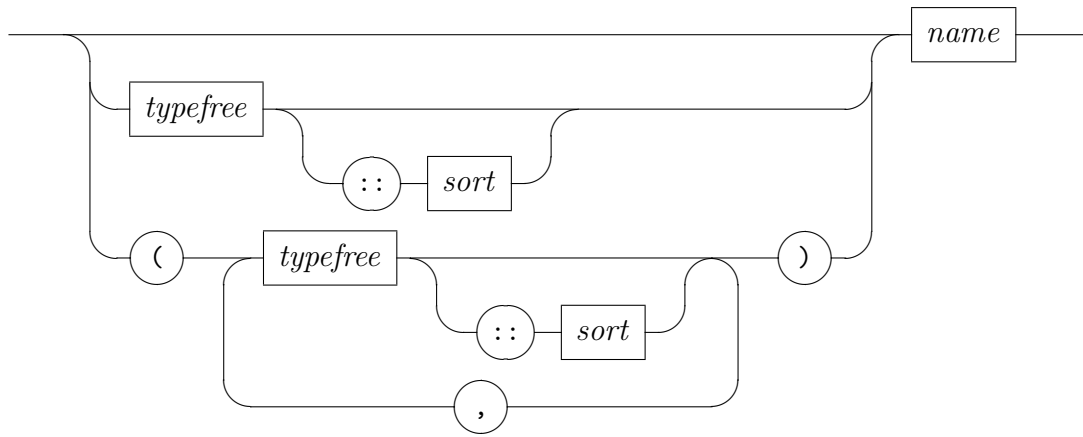 name
typefree
:: sort
( typefree )
:: sort
,